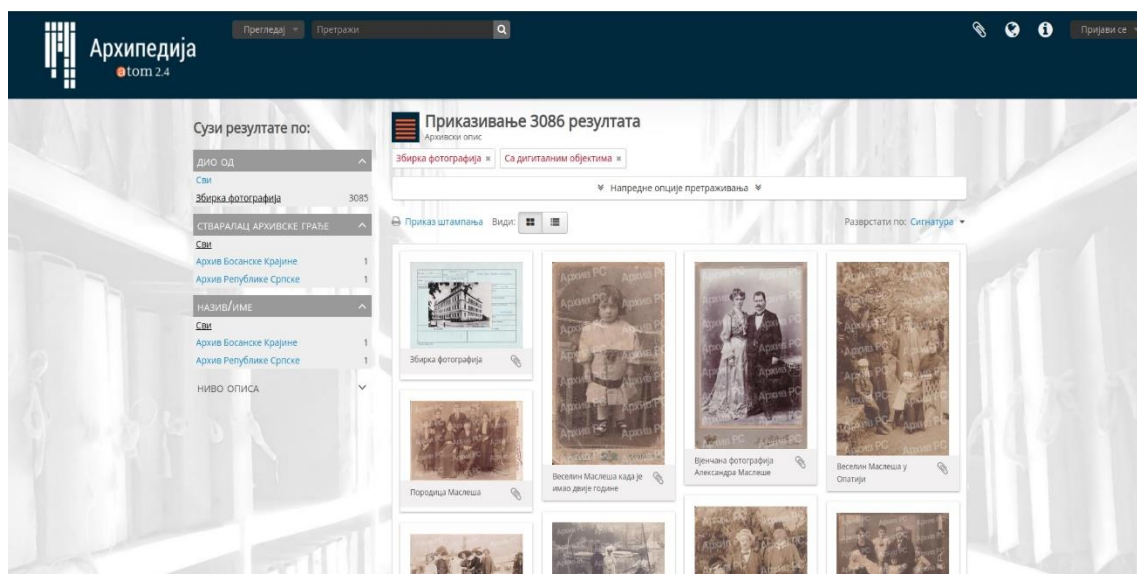 Архипедија
atom 2.4
Прегледај
Претражи
Пријави се
Сузи резултате по:
ДИО ОД
Сви
Збирка фотографија 3085
СТВАРАЛАЦ АРХИВСКЕ ГРАЂЕ
Сви
Архив Босанске Крајине 1
Архив Републике Српске 1
НАЗИВ/ИМЕ
Сви
Архив Босанске Крајине 1
Архив Републике Српске 1
НИВО ОПИСА
Приказивање 3086 резултата
Архивски опис
Збирка фотографија ×
Са дигиталним објектима ×
Напредне опције претраживања
Приказ штампања Види:
Разврстати по: Сигнатура
Збирка фотографија
Породица Маслеша
Веселин Маслеша када је
имао двије године
Вјенчана фотографија
Александра Маслеше
Веселин Маслеша у
Опатији
Архив РС